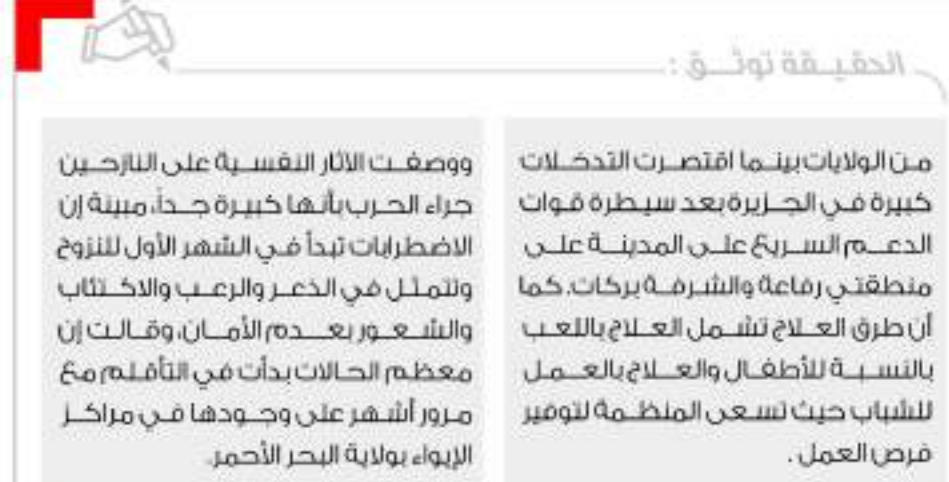 الحقيقة توثق :
من الولايات بينما اقتصرت التدخلات
كبيرة في الجزيرة بعد سيطرة قوات
الدعم السريع على المدينة على
منطقتي رفاعة والشرفة بركات. كما
أن طرق العلاج تشمل العلاج باللعب
بالنسبة للأطفال والعلاج بالعمل
للشباب حيث تسعى المنظمة لتوفير
فرص العمل .
ووصفت الاثار النفسية على النازحين
جراء الحرب بأنها كبيرة جداً، مبينة إن
الاضطرابات تبدأ في الشهر الأول للنزوح
وتتمثل في الذعر والرعب والاكتئاب
والشعور بعدم الأمان، وقالت إن
معظم الحالات بدأت في التأقلم مع
مرور أشهر على وجودها في مراكز
الإيواء بولاية البحر الأحمر.